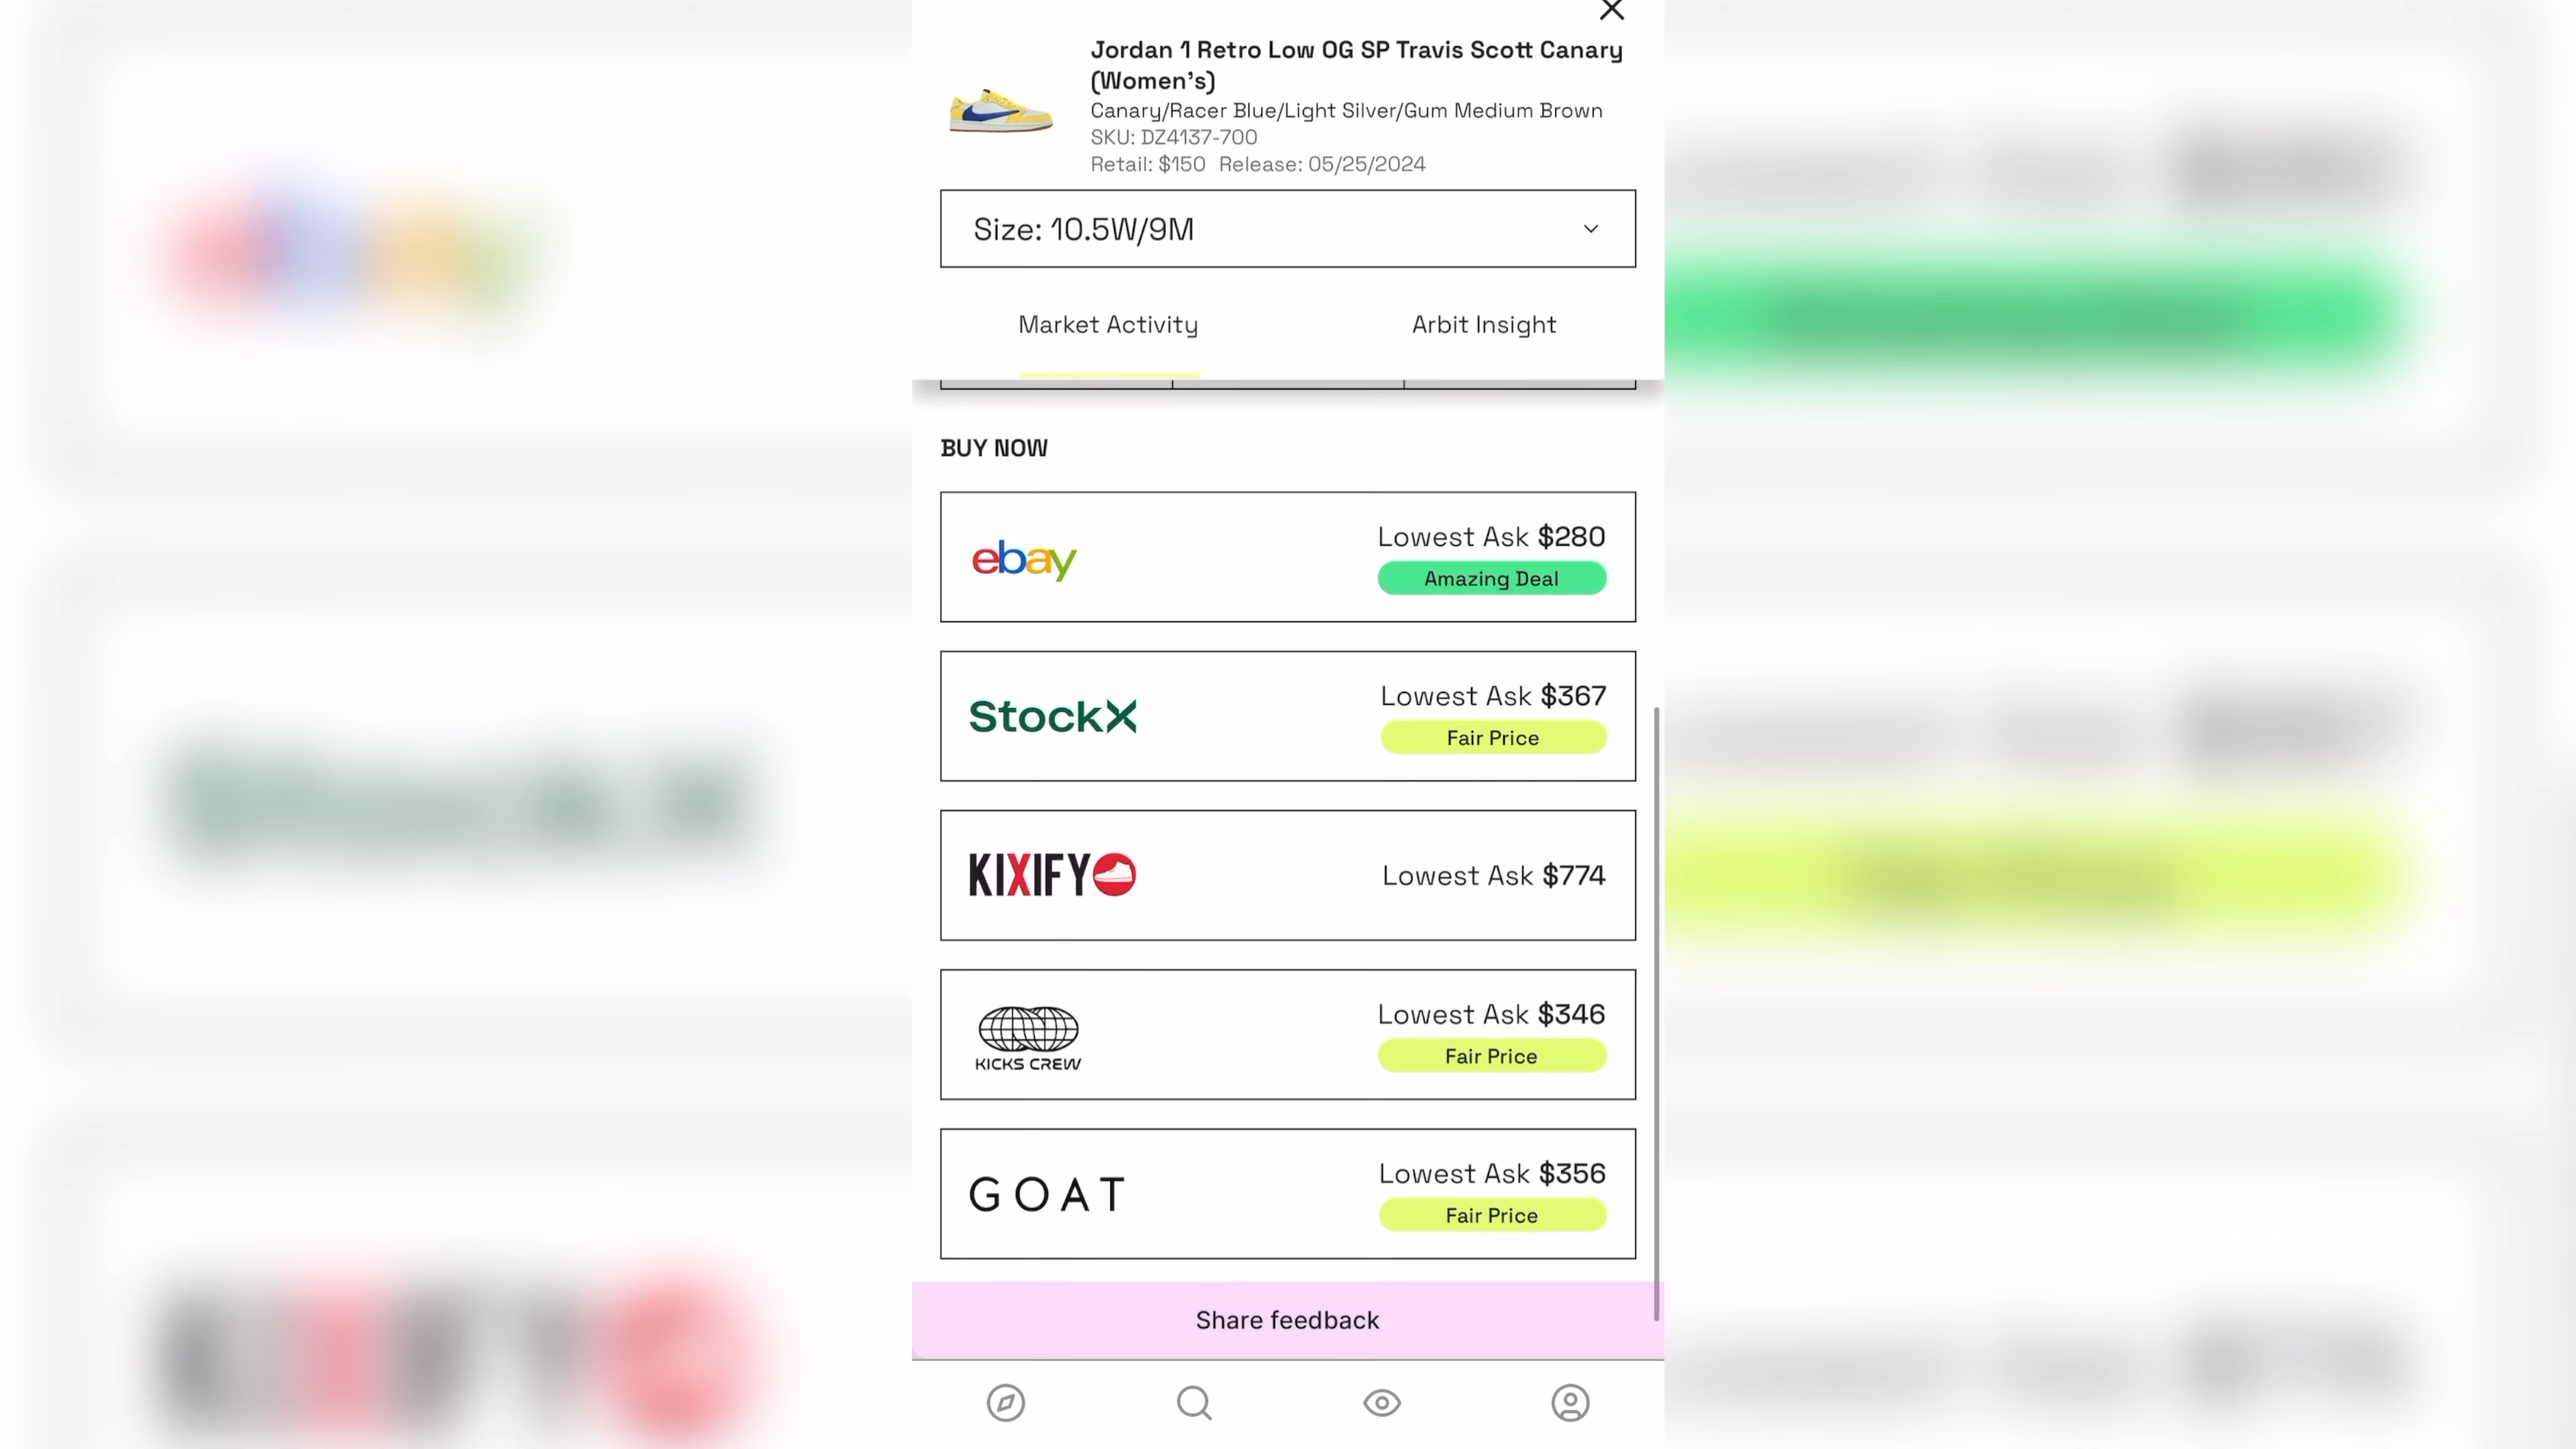 Jordan 1 Retro Low OG SP Travis Scott Canary
(Women's)
Canary/Racer Blue/Light Silver/Gum Medium Brown
SKU: DZ4137-700
Retail: $150 Release: 05/25/2024
Size: 10.5W/9M
Market Activity
Arbit Insight
BUY NOW
ebay
Lowest Ask $280
Amazing Deal
StockX
Lowest Ask $367
Fair Price
KIXIFY
Lowest Ask $774
KICKS CREW
Lowest Ask $346
Fair Price
GOAT
Lowest Ask $356
Fair Price
Share feedback